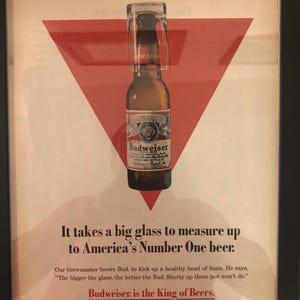 Budweiser
It takes a big glass to measure up
to America's Number One beer.
Our brewmaster brews Bud. to kick up a healthy head of foam. He says,
"The bigger the glass, the better the Bud. Shorty up there just won't do."
Budweiser. is the King of Beers.